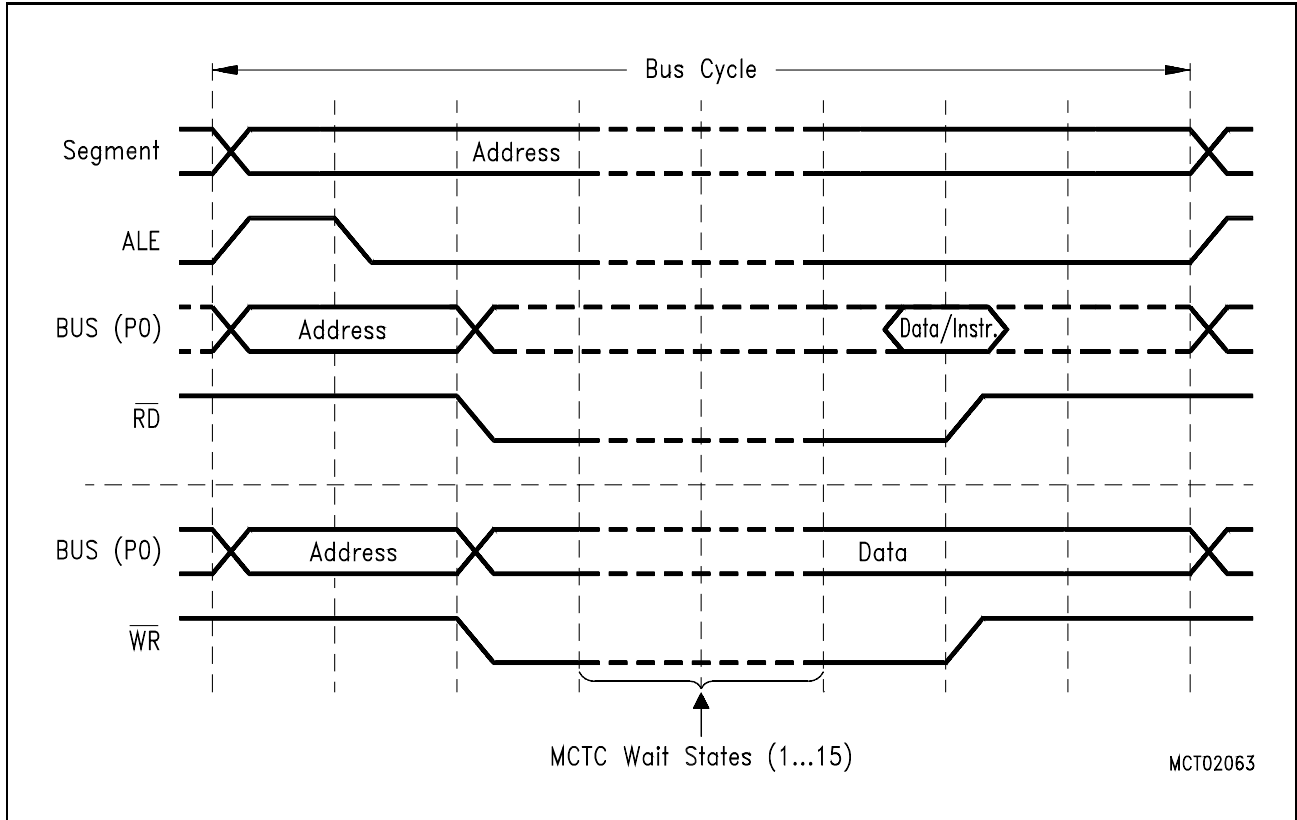 Bus Cycle
Segment
Address
ALE
BUS (P0)
Address
Data/Instr.
RD
BUS (P0)
Address
Data
WR
MCTC Wait States (1...15)
MCT02063